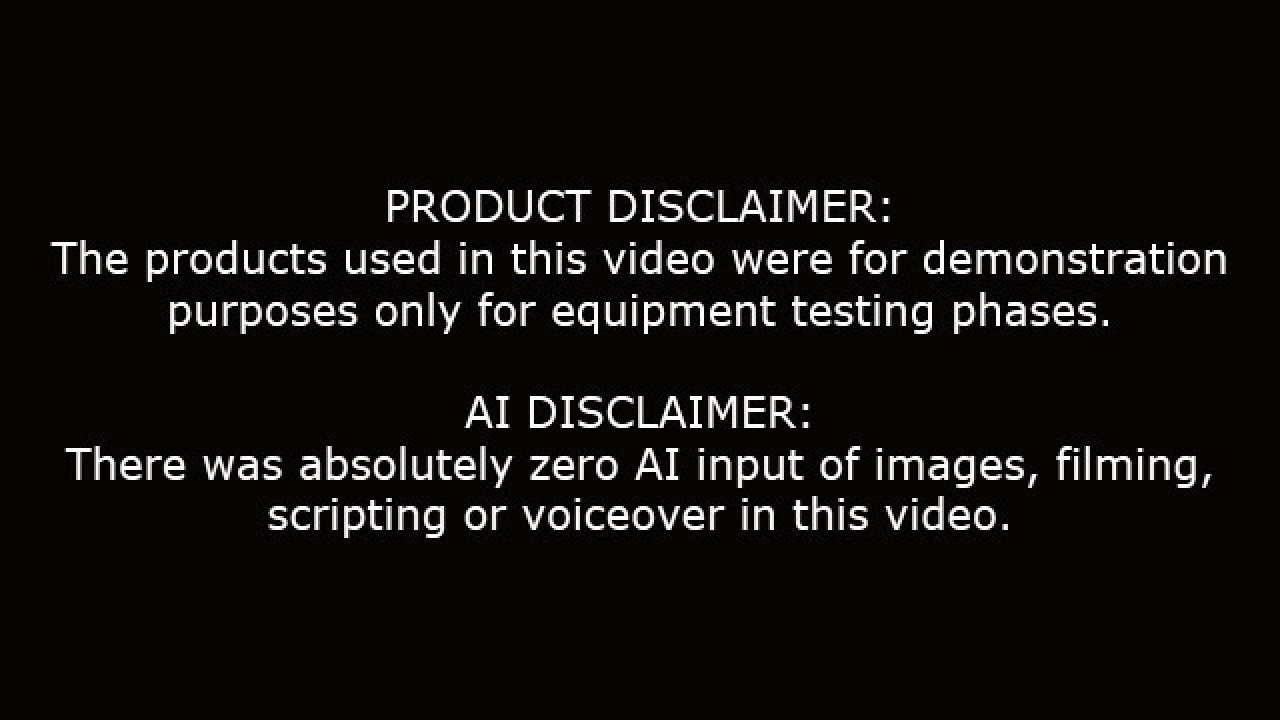 PRODUCT DISCLAIMER:
The products used in this video were for demonstration
purposes only for equipment testing phases.
AI DISCLAIMER:
There was absolutely zero AI input of images, filming,
scripting or voiceover in this video.